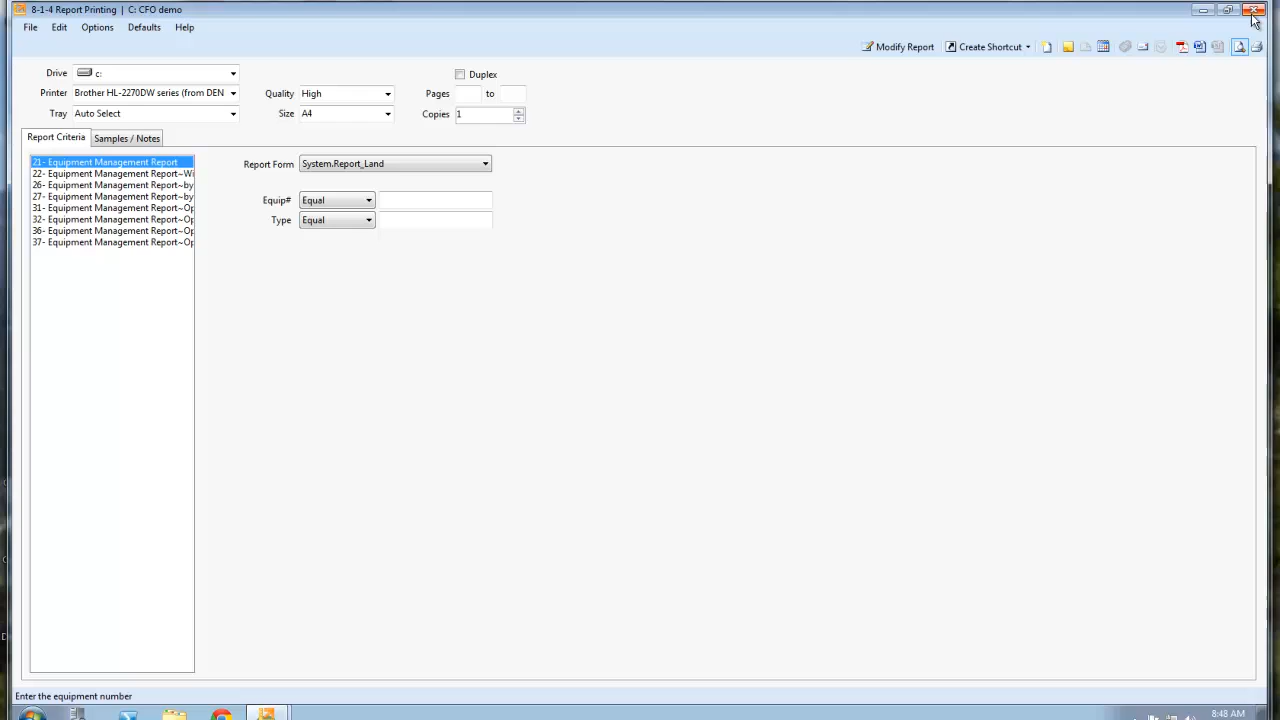 8-1-4 Report Printing | C: CFO demo
File Edit Options Defaults Help
Modify Report Create Shortcut
Drive c: Duplex
Printer Brother HL-2270DW series (from DEN Quality High Pages to
Tray Auto Select Size A4 Copies 1
Report Criteria Samples / Notes
21- Equipment Management Report Report Form System.Report_Land
22- Equipment Management Report~Wi
26- Equipment Management Report~by
27- Equipment Management Report~by Equip# Equal
31- Equipment Management Report~Op
32- Equipment Management Report~Op Type Equal
36- Equipment Management Report~Op
37- Equipment Management Report~Op
Enter the equipment number
8:48 AM